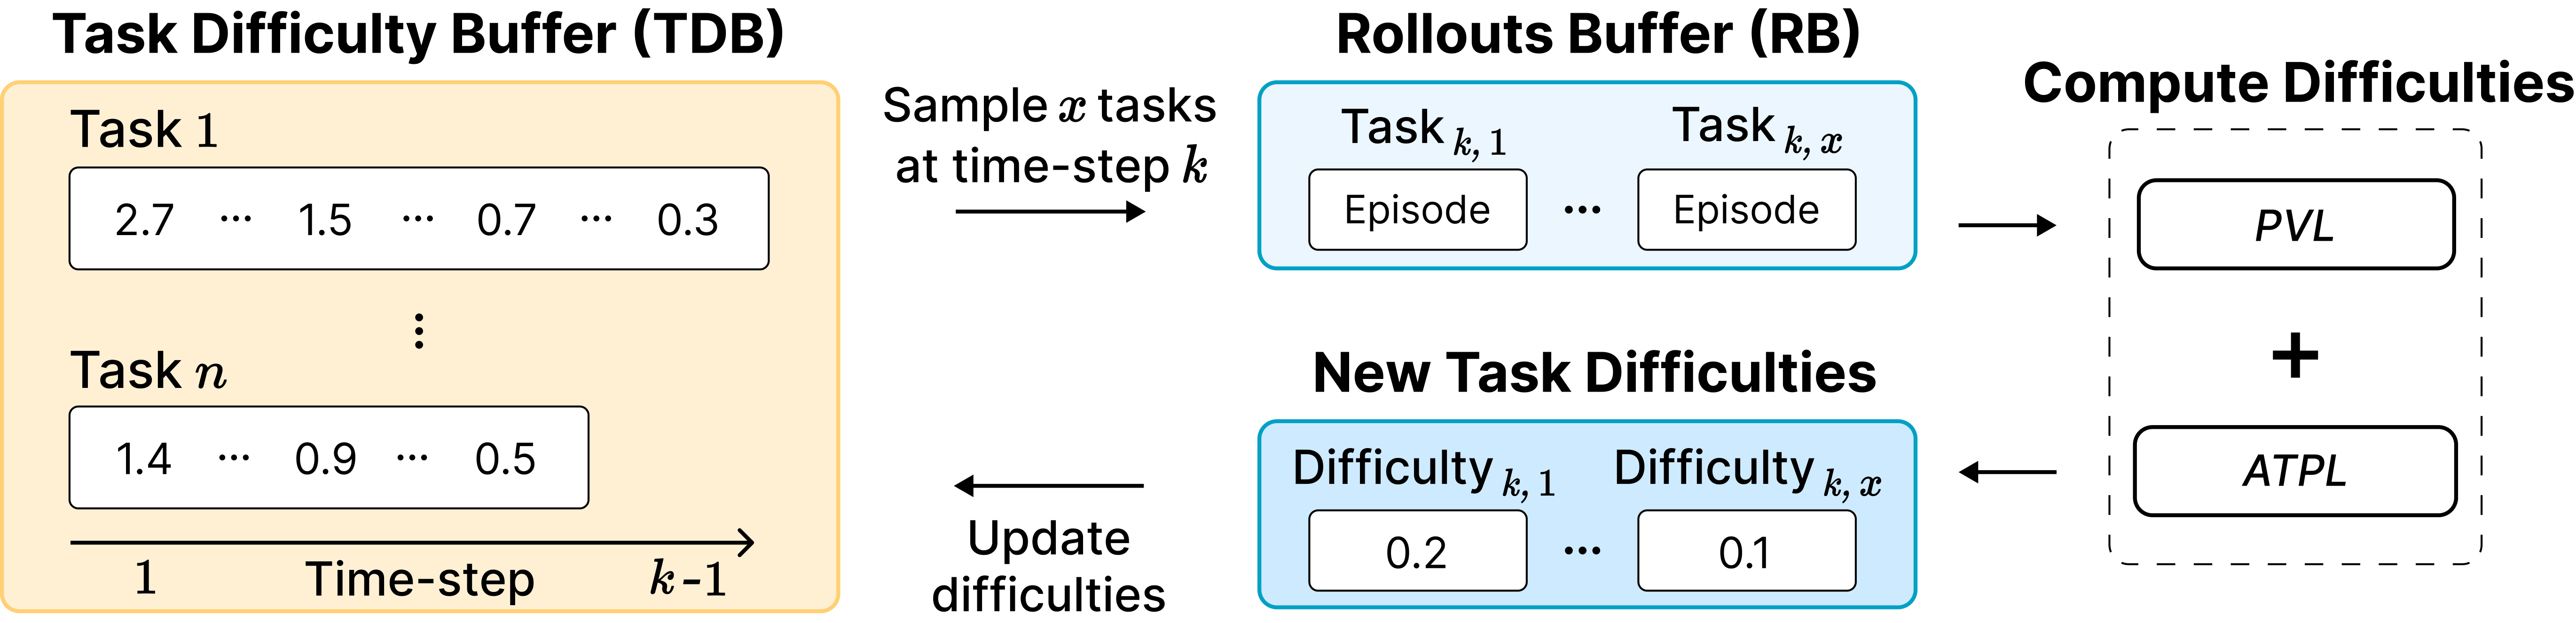 Task Difficulty Buffer (TDB)
Task 1
2.7 ... 1.5 ... 0.7 ... 0.3
⋮
Task n
1.4 ... 0.9 ... 0.5
1 Time-step k-1
Sample x tasks
at time-step k
Rollouts Buffer (RB)
Task k, 1 Task k, x
Episode ... Episode
Compute Difficulties
PVL
+
ATPL
New Task Difficulties
Difficulty k, 1 Difficulty k, x
0.2 ... 0.1
Update
difficulties